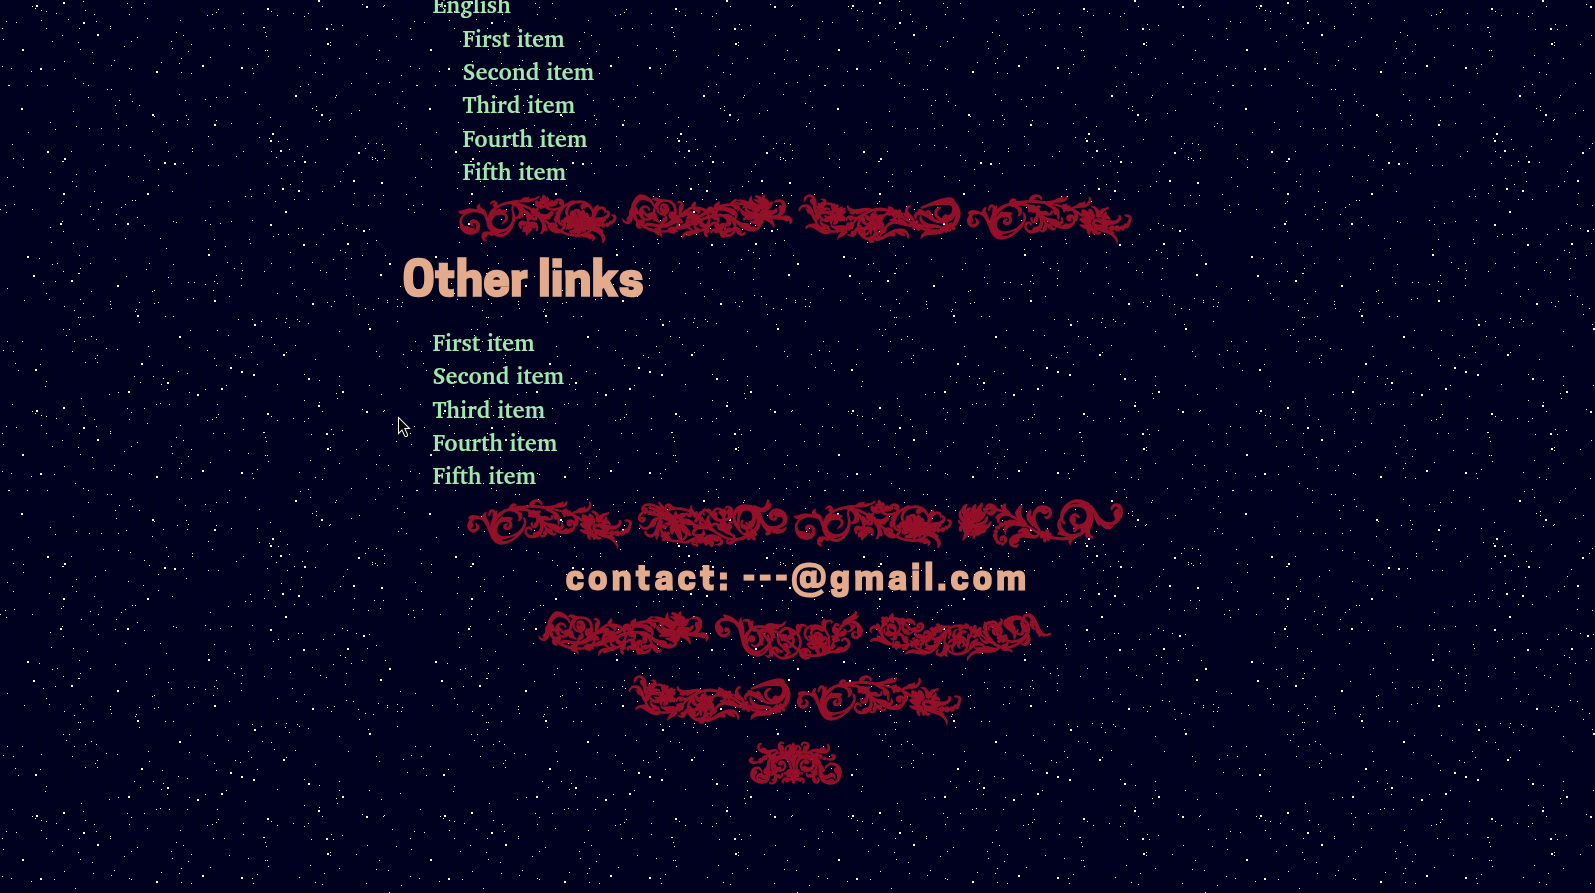 English
First item
Second item
Third item
Fourth item
Fifth item
Other links
First item
Second item
Third item
Fourth item
Fifth item
contact: ---@gmail.com